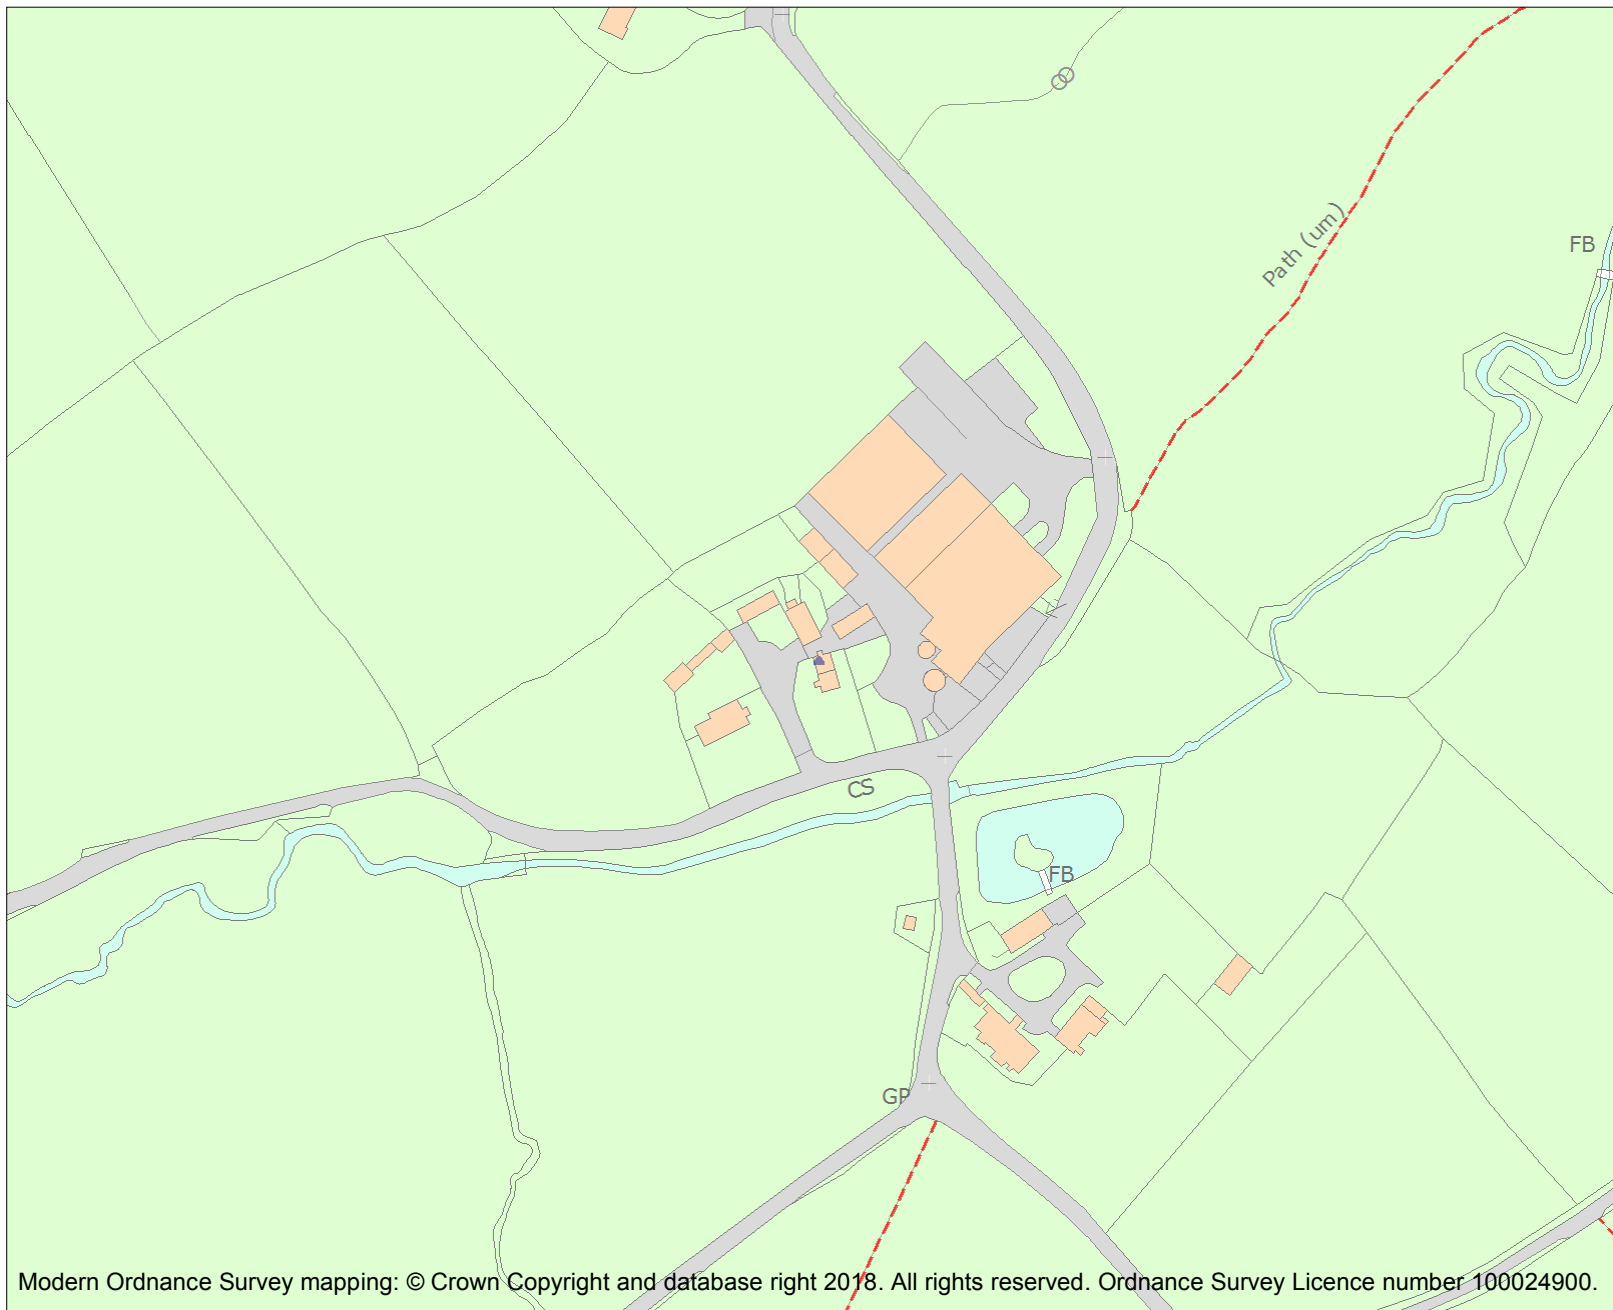 FB
Path (um)
CS
FB
GP
Modern Ordnance Survey mapping: © Crown Copyright and database right 2018. All rights reserved. Ordnance Survey Licence number 100024900.